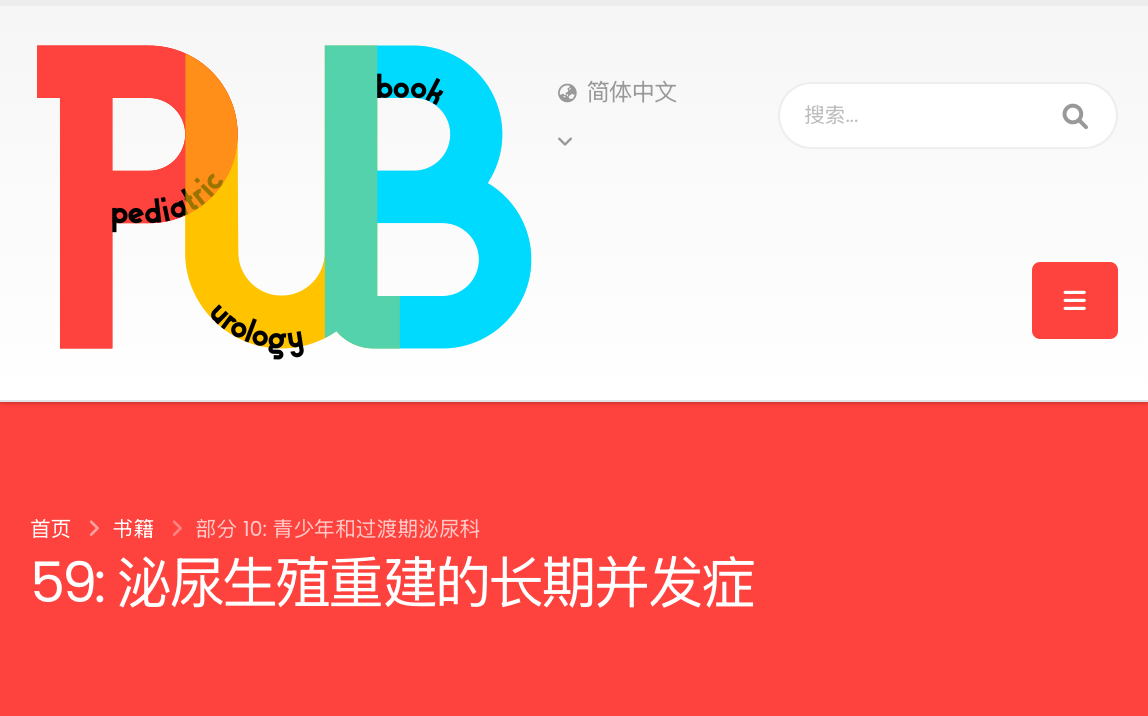 PUB
book
pediatric
urology
简体中文
搜索...
首页 书籍 部分 10: 青少年和过渡期泌尿科
59: 泌尿生殖重建的长期并发症